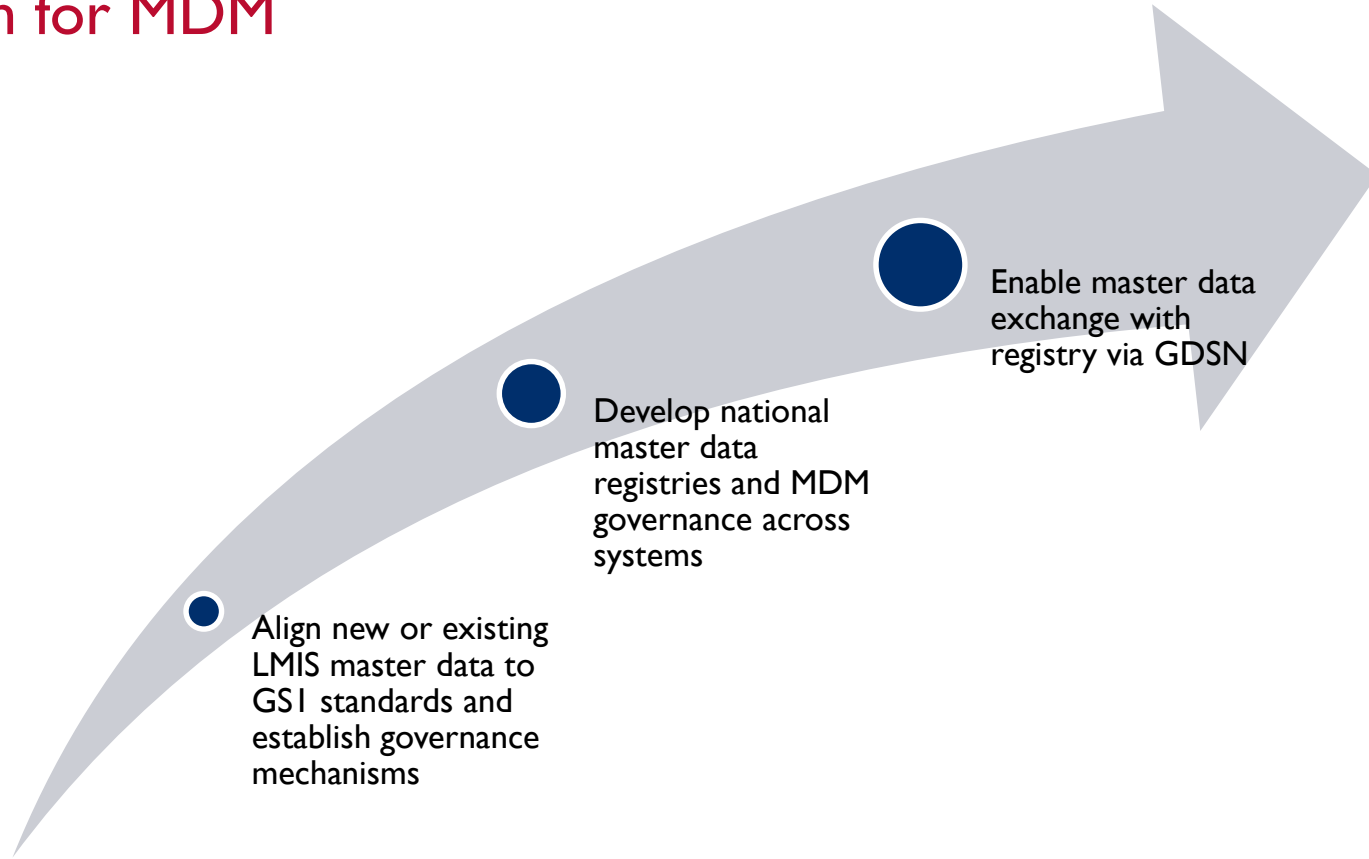 n for MDM
Enable master data
exchange with
registry via GDSN
Develop national
master data
registries and MDM
governance across
systems
Align new or existing
LMIS master data to
GS1 standards and
establish governance
mechanisms